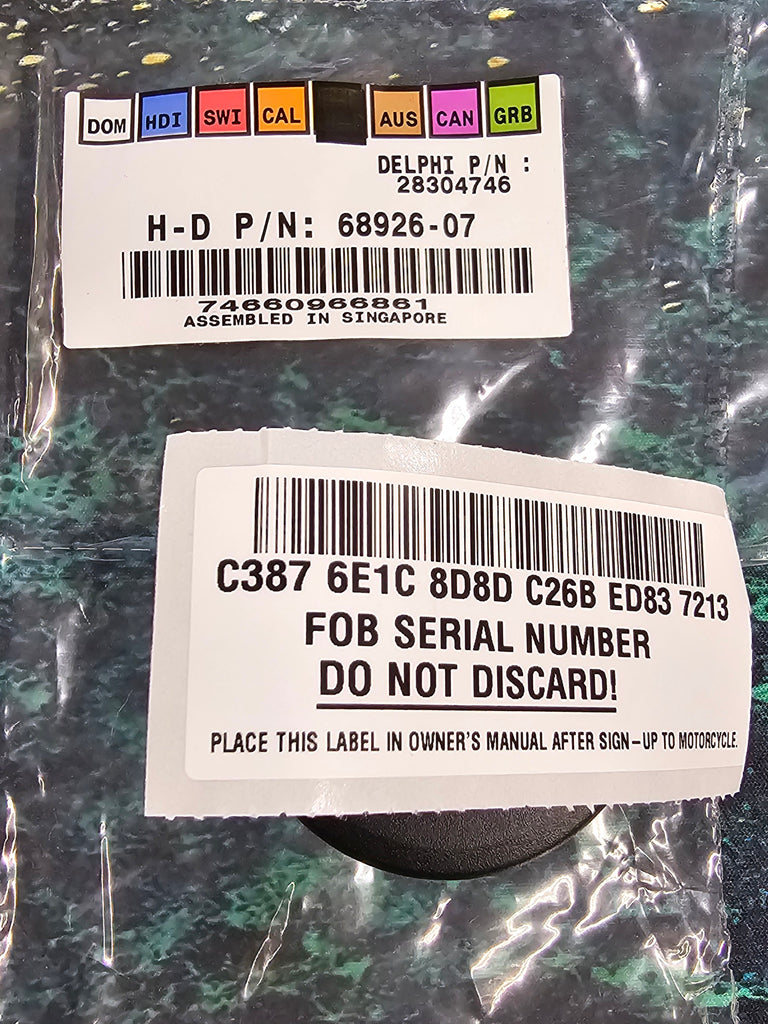 DOM HDI SWI CAL AUS CAN GRB
DELPHI P/N :
28304746
H-D P/N: 68926-07
74660966861
ASSEMBLED IN SINGAPORE
C387 6E1C 8D8D C26B ED83 7213
FOB SERIAL NUMBER
DO NOT DISCARD!
PLACE THIS LABEL IN OWNER'S MANUAL AFTER SIGN-UP TO MOTORCYCLE.